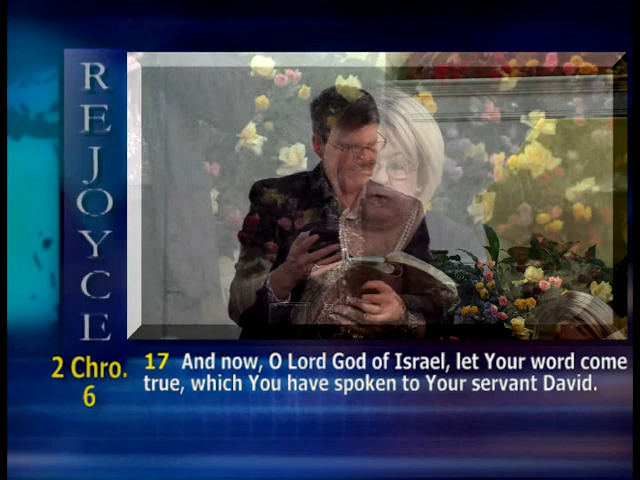 REJOYCE
2 Chro.
6
17 And now, O Lord God of Israel, let Your word come
true, which You have spoken to Your servant David.